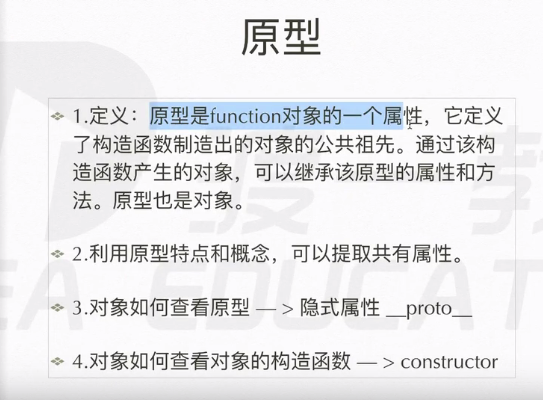 原型
1.定义：原型是function对象的一个属性，它定义
了构造函数制造出的对象的公共祖先。通过该构
造函数产生的对象，可以继承该原型的属性和方
法。原型也是对象。
2.利用原型特点和概念，可以提取共有属性。
3.对象如何查看原型 — > 隐式属性 __proto__
4.对象如何查看对象的构造函数 — > constructor
EDUCAT